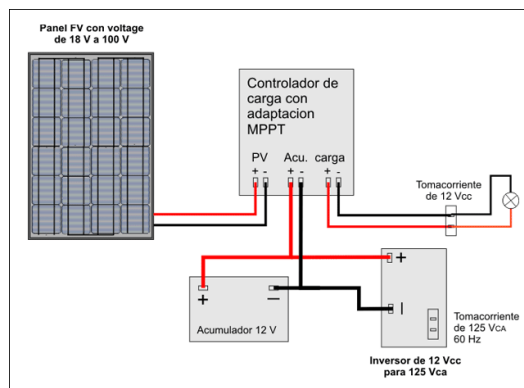 Panel FV con voltage
de 18 V a 100 V
Controlador de
carga con
adaptacion
MPPT
PV Acu. carga
+ - + - + -
Tomacorriente
de 12 Vcc
+
+ −
Acumulador 12 V
I
Tomacorriente
de 125 VCA
60 Hz
Inversor de 12 Vcc
para 125 Vca